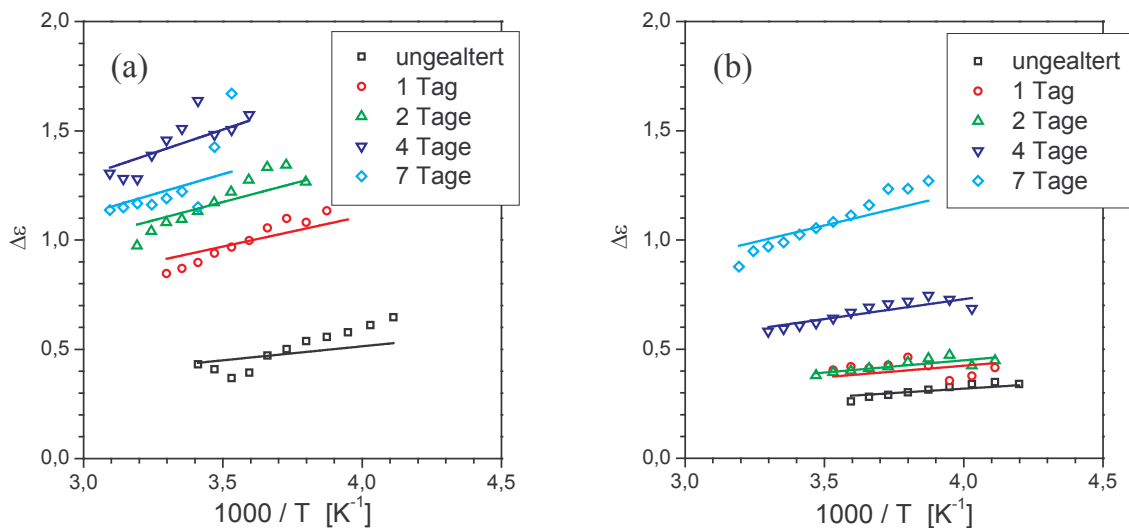 2,0
1,5
1,0
0,5
0,0
Δε
(a)
ungealtert
1 Tag
2 Tage
4 Tage
7 Tage
3,0 3,5 4,0 4,5
1000 / T [K⁻¹]
2,0
1,5
1,0
0,5
0,0
Δε
(b)
ungealtert
1 Tag
2 Tage
4 Tage
7 Tage
3,0 3,5 4,0 4,5
1000 / T [K⁻¹]